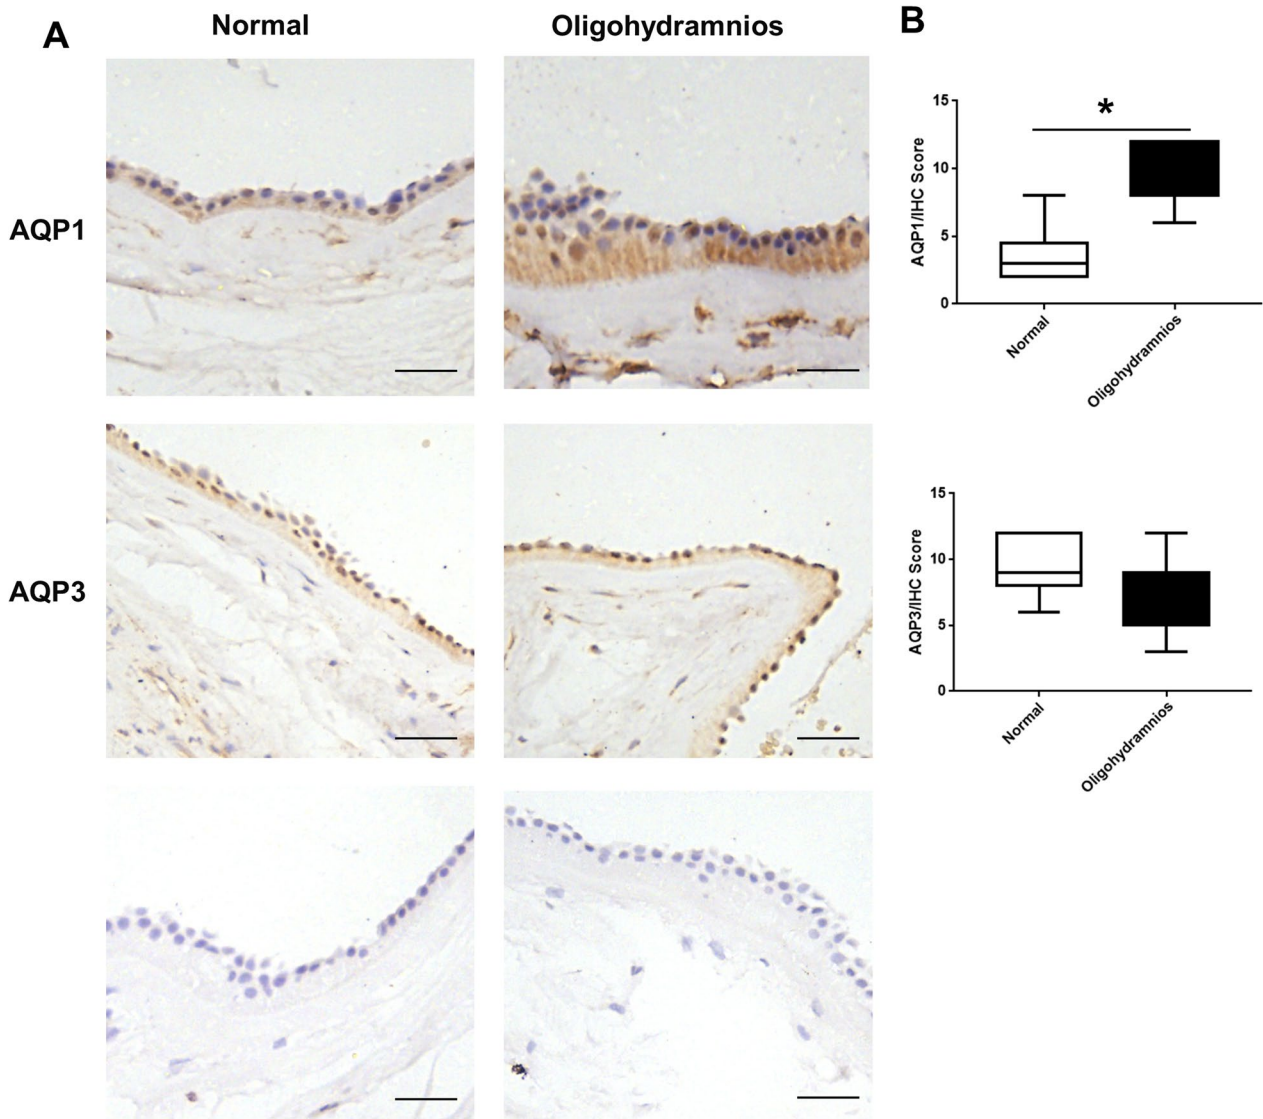 A
Normal
Oligohydramnios
B
AQP1
AQP3
15
10
5
0
AQP1/IHC Score
*
Normal
Oligohydramnios
15
10
5
0
AQP3/IHC Score
Normal
Oligohydramnios